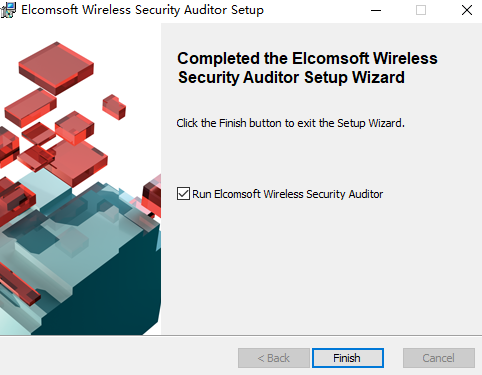 Elcomsoft Wireless Security Auditor Setup
Completed the Elcomsoft Wireless
Security Auditor Setup Wizard
Click the Finish button to exit the Setup Wizard.
Run Elcomsoft Wireless Security Auditor
< Back
Finish
Cancel